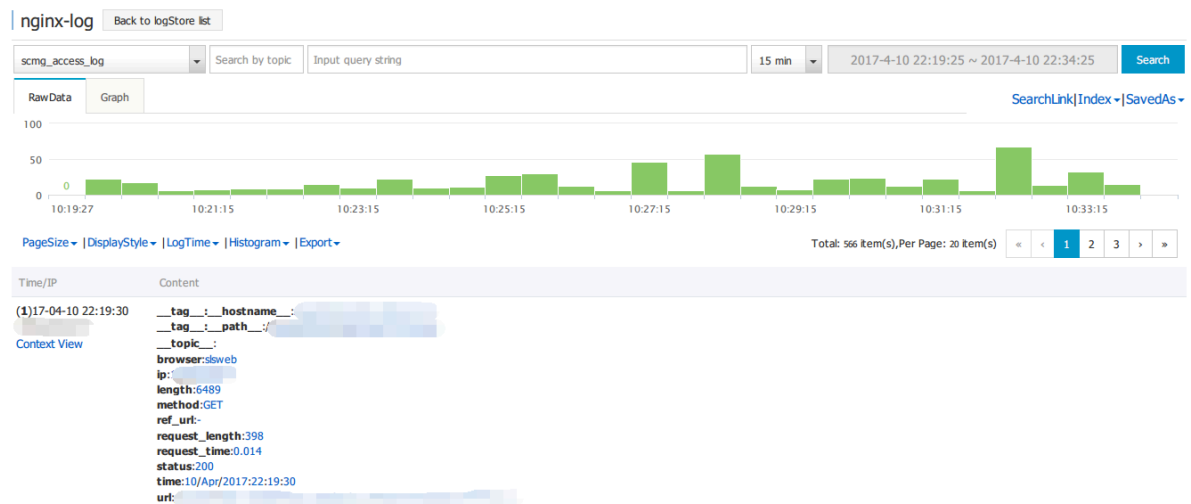 nginx-log Back to logStore list
scmg_access_log Search by topic Input query string 15 min 2017-4-10 22:19:25 ~ 2017-4-10 22:34:25 Search
RawData Graph SearchLink|Index|SavedAs
100
50
0
0
10:19:27 10:21:15 10:23:15 10:25:15 10:27:15 10:29:15 10:31:15 10:33:15
PageSize |DisplayStyle |LogTime |Histogram |Export Total: 566 item(s),Per Page: 20 item(s) « ‹ 1 2 3 › »
Time/IP Content
(1)17-04-10 22:19:30 __tag__:__hostname__:
__tag__:__path__:/
Context View __topic__:
browser:slsweb
ip:
length:6489
method:GET
ref_url:-
request_length:398
request_time:0.014
status:200
time:10/Apr/2017:22:19:30
url: